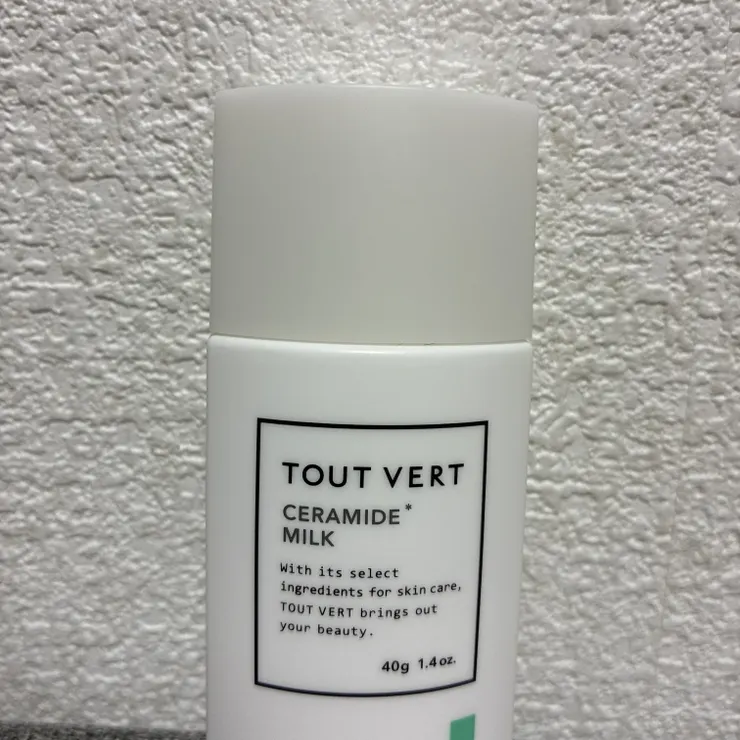 TOUT VERT
CERAMIDE*
MILK
With its select
ingredients for skin care,
TOUT VERT brings out
your beauty.
40g 1.4oz.